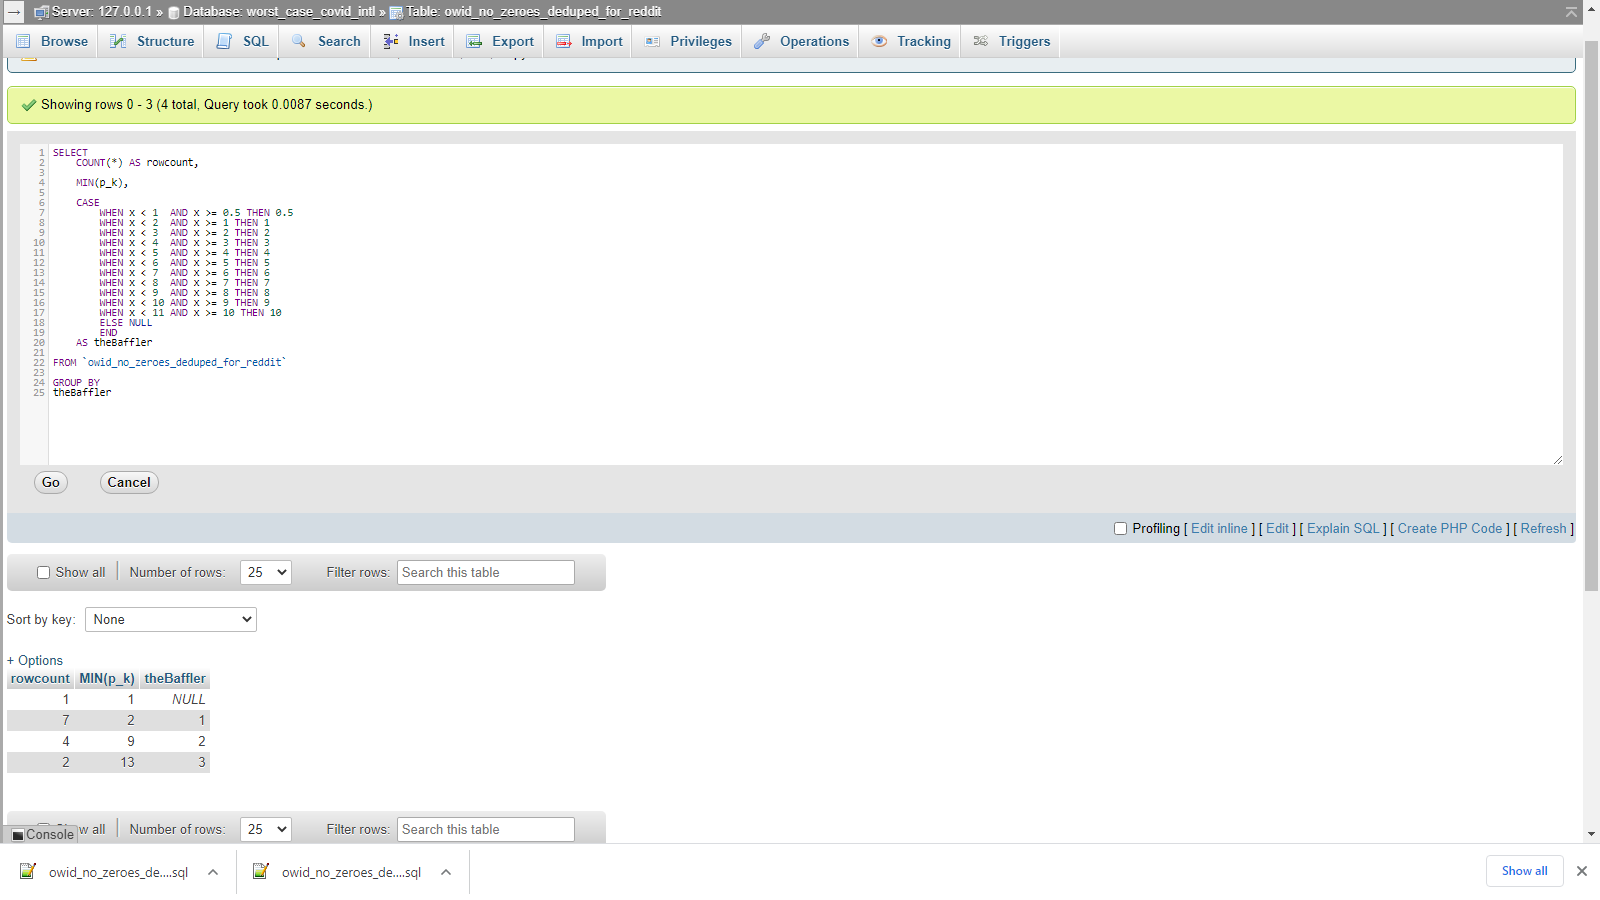 Server: 127.0.0.1 » Database: worst_case_covid_intl » Table: owid_no_zeroes_deduped_for_reddit
Browse Structure SQL Search Insert Export Import Privileges Operations Tracking Triggers
Showing rows 0 - 3 (4 total, Query took 0.0087 seconds.)
1 SELECT
2 COUNT(*) AS rowcount,
3
4 MIN(p_k),
5
6 CASE
7 WHEN x < 1 AND x >= 0.5 THEN 0.5
8 WHEN x < 2 AND x >= 1 THEN 1
9 WHEN x < 3 AND x >= 2 THEN 2
10 WHEN x < 4 AND x >= 3 THEN 3
11 WHEN x < 5 AND x >= 4 THEN 4
12 WHEN x < 6 AND x >= 5 THEN 5
13 WHEN x < 7 AND x >= 6 THEN 6
14 WHEN x < 8 AND x >= 7 THEN 7
15 WHEN x < 9 AND x >= 8 THEN 8
16 WHEN x < 10 AND x >= 9 THEN 9
17 WHEN x < 11 AND x >= 10 THEN 10
18 ELSE NULL
19 END
20 AS theBaffler
21
22 FROM `owid_no_zeroes_deduped_for_reddit`
23
24 GROUP BY
25 theBaffler
Go Cancel
Profiling [ Edit inline ] [ Edit ] [ Explain SQL ] [ Create PHP Code ] [ Refresh ]
Show all Number of rows: 25 Filter rows: Search this table
Sort by key: None
+ Options
rowcount MIN(p_k) theBaffler
1 1 NULL
7 2 1
4 9 2
2 13 3
w all Number of rows: 25 Filter rows: Search this table
Console
owid_no_zeroes_de....sql owid_no_zeroes_de....sql Show all